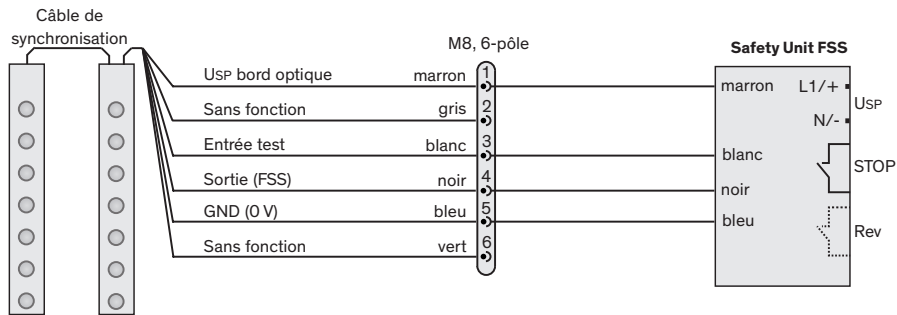 Câble de
synchronisation
M8, 6-pôle
Safety Unit FSS
USP bord optique marron 1 marron L1/+
Sans fonction gris 2 N/- USP
Entrée test blanc 3 blanc STOP
Sortie (FSS) noir 4 noir
GND (0 V) bleu 5 bleu Rev
Sans fonction vert 6